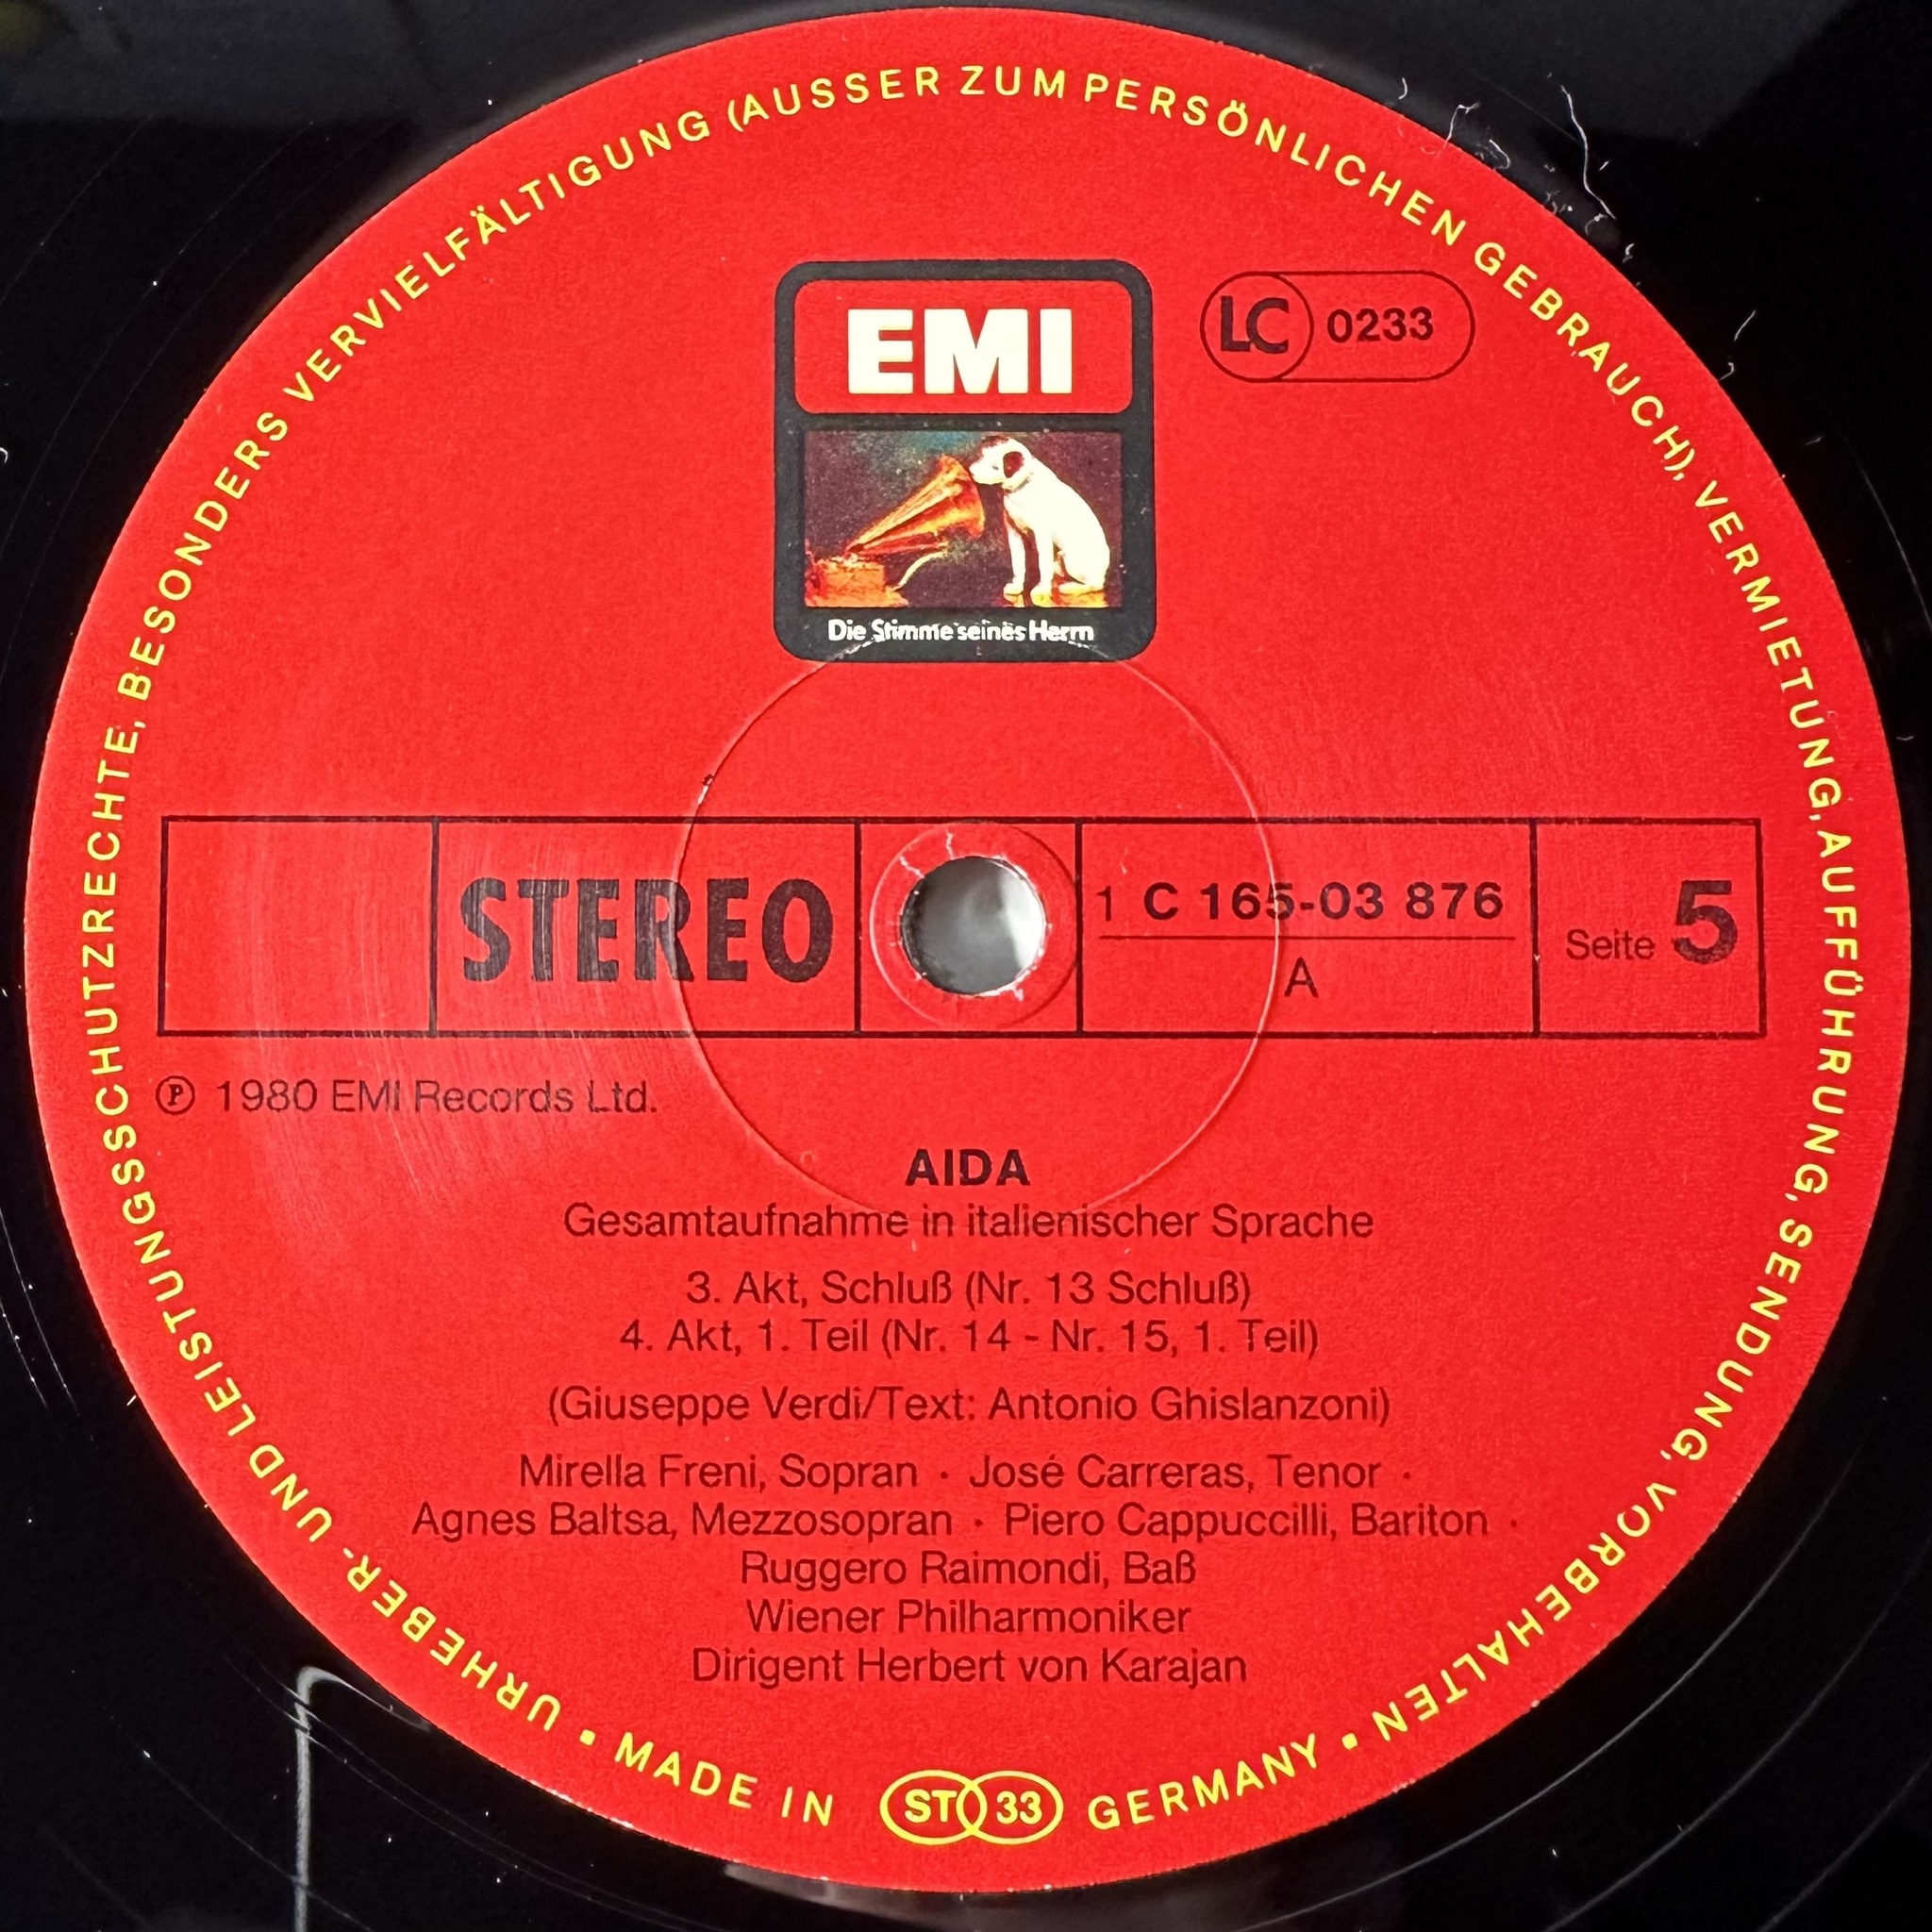 URHEBER- UND LEISTUNGSSCHUTZRECHTE, BESONDERS VERVIELFÄLTIGUNG (AUSSER ZUM PERSÖNLICHEN GEBRAUCH), VERMIETUNG, AUFFÜHRUNG, SENDUNG, VORBEHALTEN •
EMI
LC 0233
Die Stimme seines Herrn
STEREO
1 C 165-03 876
A
Seite 5
Ⓟ 1980 EMI Records Ltd.
AIDA
Gesamtaufnahme in italienischer Sprache
3. Akt, Schluß (Nr. 13 Schluß)
4. Akt, 1. Teil (Nr. 14 - Nr. 15, 1. Teil)
(Giuseppe Verdi/Text: Antonio Ghislanzoni)
Mirella Freni, Sopran · José Carreras, Tenor ·
Agnes Baltsa, Mezzosopran · Piero Cappuccilli, Bariton ·
Ruggero Raimondi, Baß
Wiener Philharmoniker
Dirigent Herbert von Karajan
• MADE IN ST 33 GERMANY